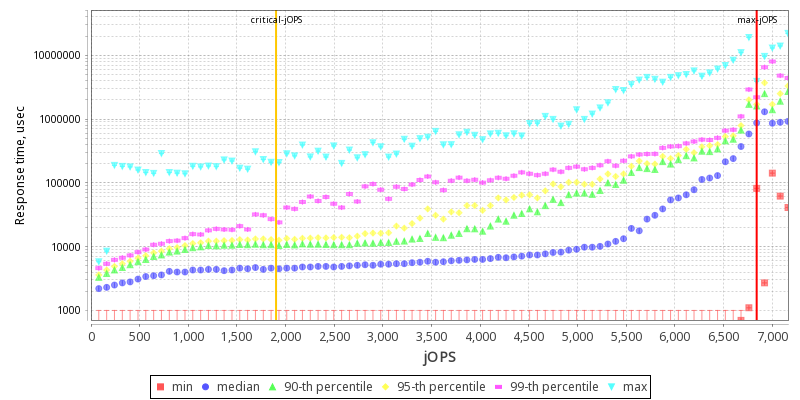 critical-jOPS max-jOPS
Response time, usec
10000000
1000000
100000
10000
1000
0 500 1,000 1,500 2,000 2,500 3,000 3,500 4,000 4,500 5,000 5,500 6,000 6,500 7,000
jOPS
min median 90-th percentile 95-th percentile 99-th percentile max